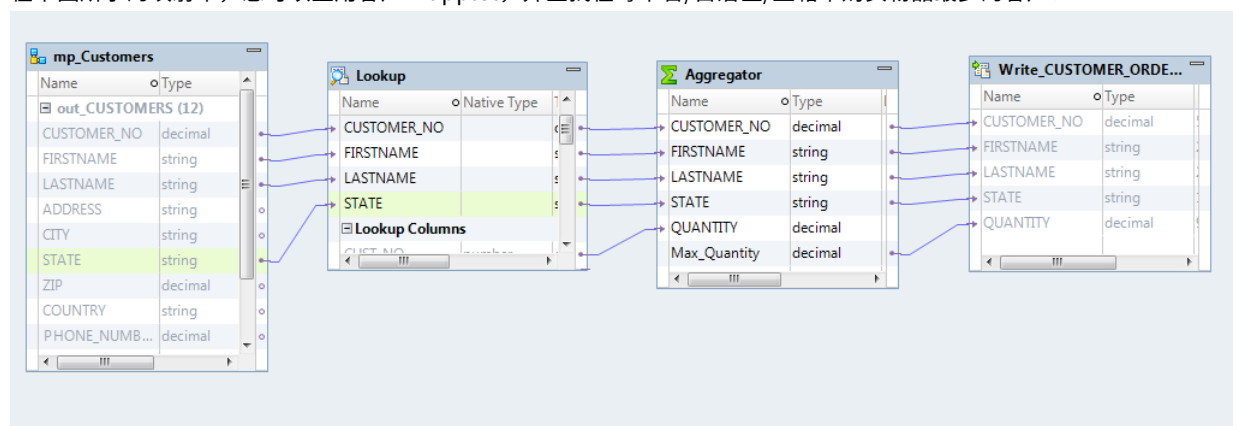 mp_Customers
Name Type
out_CUSTOMERS (12)
CUSTOMER_NO decimal
FIRSTNAME string
LASTNAME string
ADDRESS string
CITY string
STATE string
ZIP decimal
COUNTRY string
PHONE_NUMB... decimal
Lookup
Name Native Type
CUSTOMER_NO
FIRSTNAME
LASTNAME
STATE
Lookup Columns
Aggregator
Name Type
CUSTOMER_NO decimal
FIRSTNAME string
LASTNAME string
STATE string
QUANTITY decimal
Max_Quantity decimal
Write_CUSTOMER_ORDE...
Name Type
CUSTOMER_NO decimal
FIRSTNAME string
LASTNAME string
STATE string
QUANTITY decimal